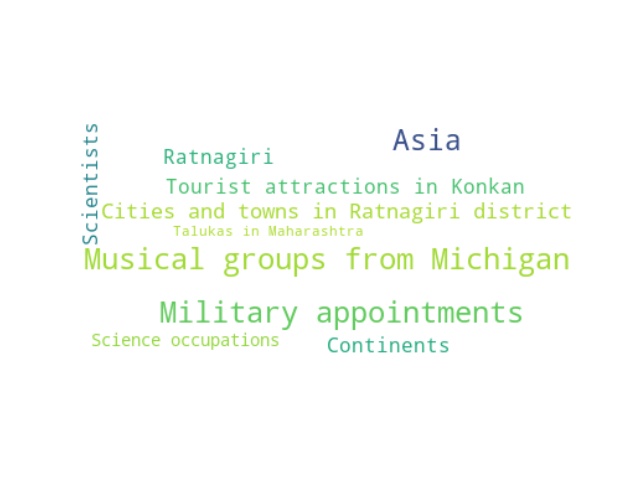 Scientists
Asia
Ratnagiri
Tourist attractions in Konkan
Cities and towns in Ratnagiri district
Talukas in Maharashtra
Musical groups from Michigan
Military appointments
Science occupations
Continents